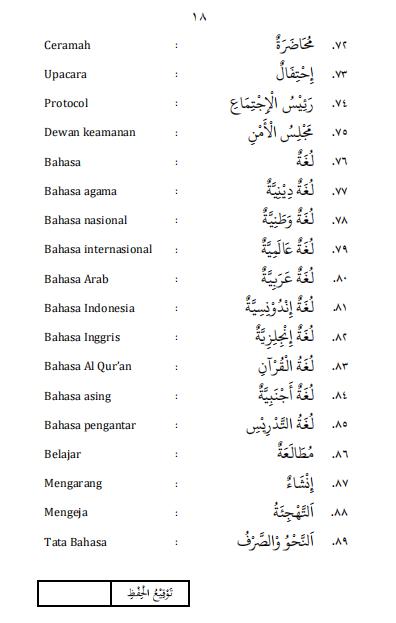 ١٨
Ceramah : مُحَاضَرَةٌ .٧٢
Upacara : إِحْتِفَالٌ .٧٣
Protocol : رَئِيْسُ الْإِجْتِمَاعِ .٧٤
Dewan keamanan : مَجْلِسُ الْأَمْنِ .٧٥
Bahasa : لُغَةٌ .٧٦
Bahasa agama : لُغَةٌ دِيْنِيَّةٌ .٧٧
Bahasa nasional : لُغَةٌ وَطَنِيَّةٌ .٧٨
Bahasa internasional : لُغَةٌ عَالَمِيَّةٌ .٧٩
Bahasa Arab : لُغَةٌ عَرَبِيَّةٌ .٨٠
Bahasa Indonesia : لُغَةٌ إِنْدُوْنِسِيَّةٌ .٨١
Bahasa Inggris : لُغَةٌ إِنْجِلِزِيَّةٌ .٨٢
Bahasa Al Qur'an : لُغَةُ الْقُرْآنِ .٨٣
Bahasa asing : لُغَةٌ أَجْنَبِيَّةٌ .٨٤
Bahasa pengantar : لُغَةُ التَّدْرِيْسِ .٨٥
Belajar : مُطَالَعَةٌ .٨٦
Mengarang : إِنْشَاءٌ .٨٧
Mengeja : اَلتَّهْجِئَةُ .٨٨
Tata Bahasa : اَلنَّحْوُ وْالصَّرْفُ .٨٩
تَوْقِيْعُ الْحِفْظِ